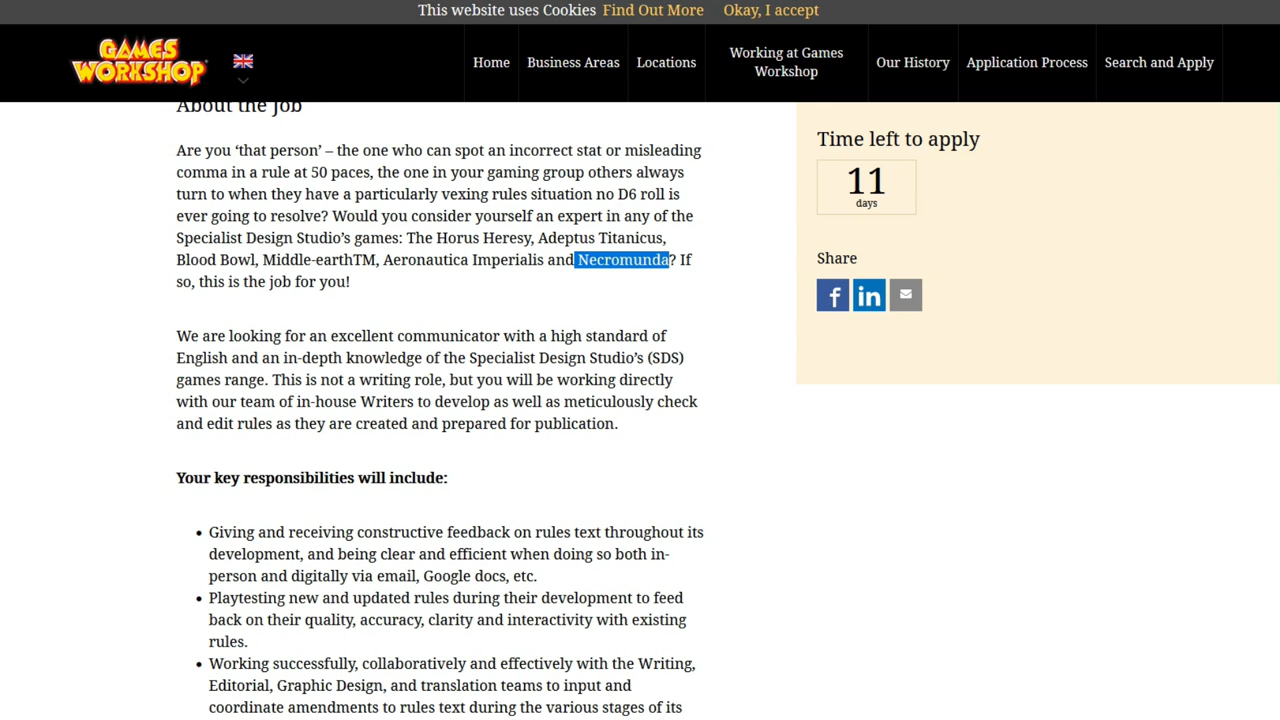 This website uses Cookies Find Out More Okay, I accept
GAMES
WORKSHOP
Home
Business Areas
Locations
Working at Games
Workshop
Our History
Application Process
Search and Apply
About the Job
Are you ‘that person’ – the one who can spot an incorrect stat or misleading
comma in a rule at 50 paces, the one in your gaming group others always
turn to when they have a particularly vexing rules situation no D6 roll is
ever going to resolve? Would you consider yourself an expert in any of the
Specialist Design Studio’s games: The Horus Heresy, Adeptus Titanicus,
Blood Bowl, Middle-earthTM, Aeronautica Imperialis and Necromunda? If
so, this is the job for you!
We are looking for an excellent communicator with a high standard of
English and an in-depth knowledge of the Specialist Design Studio’s (SDS)
games range. This is not a writing role, but you will be working directly
with our team of in-house Writers to develop as well as meticulously check
and edit rules as they are created and prepared for publication.
Your key responsibilities will include:
• Giving and receiving constructive feedback on rules text throughout its
development, and being clear and efficient when doing so both in-
person and digitally via email, Google docs, etc.
• Playtesting new and updated rules during their development to feed
back on their quality, accuracy, clarity and interactivity with existing
rules.
• Working successfully, collaboratively and effectively with the Writing,
Editorial, Graphic Design, and translation teams to input and
coordinate amendments to rules text during the various stages of its
Time left to apply
11
days
Share
f
in